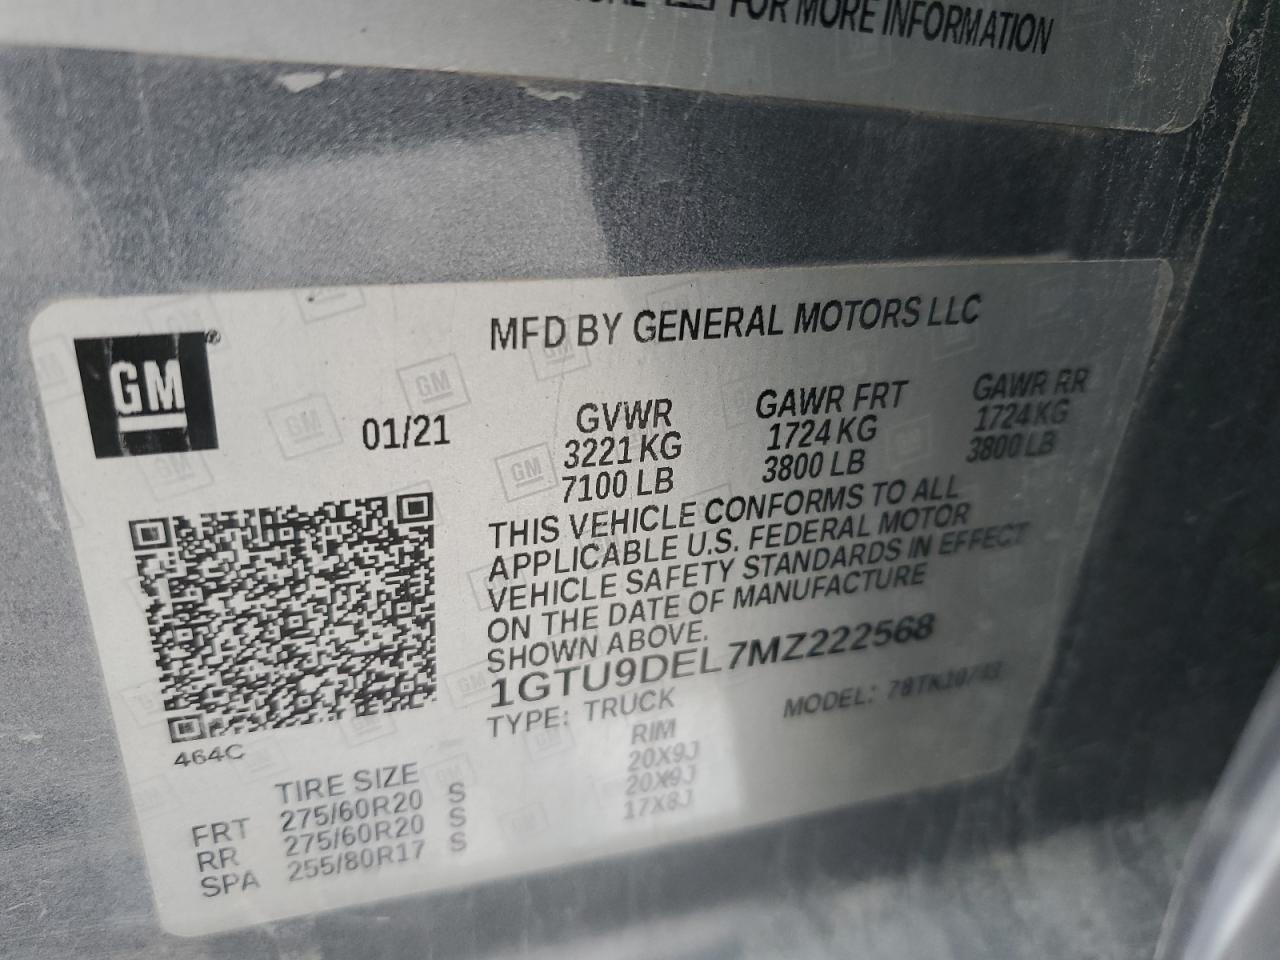 FOR MORE INFORMATION
GM
®
MFD BY GENERAL MOTORS LLC
01/21
GVWR GAWR FRT GAWR RR
3221 KG 1724 KG 1724 KG
7100 LB 3800 LB 3800 LB
THIS VEHICLE CONFORMS TO ALL
APPLICABLE U.S. FEDERAL MOTOR
VEHICLE SAFETY STANDARDS IN EFFECT
ON THE DATE OF MANUFACTURE
SHOWN ABOVE.
1GTU9DEL7MZ222568
TYPE: TRUCK MODEL:
464C
TIRE SIZE RIM
FRT 275/60R20 S 20X9J
RR 275/60R20 S 20X9J
SPA 255/80R17 S 17X8J